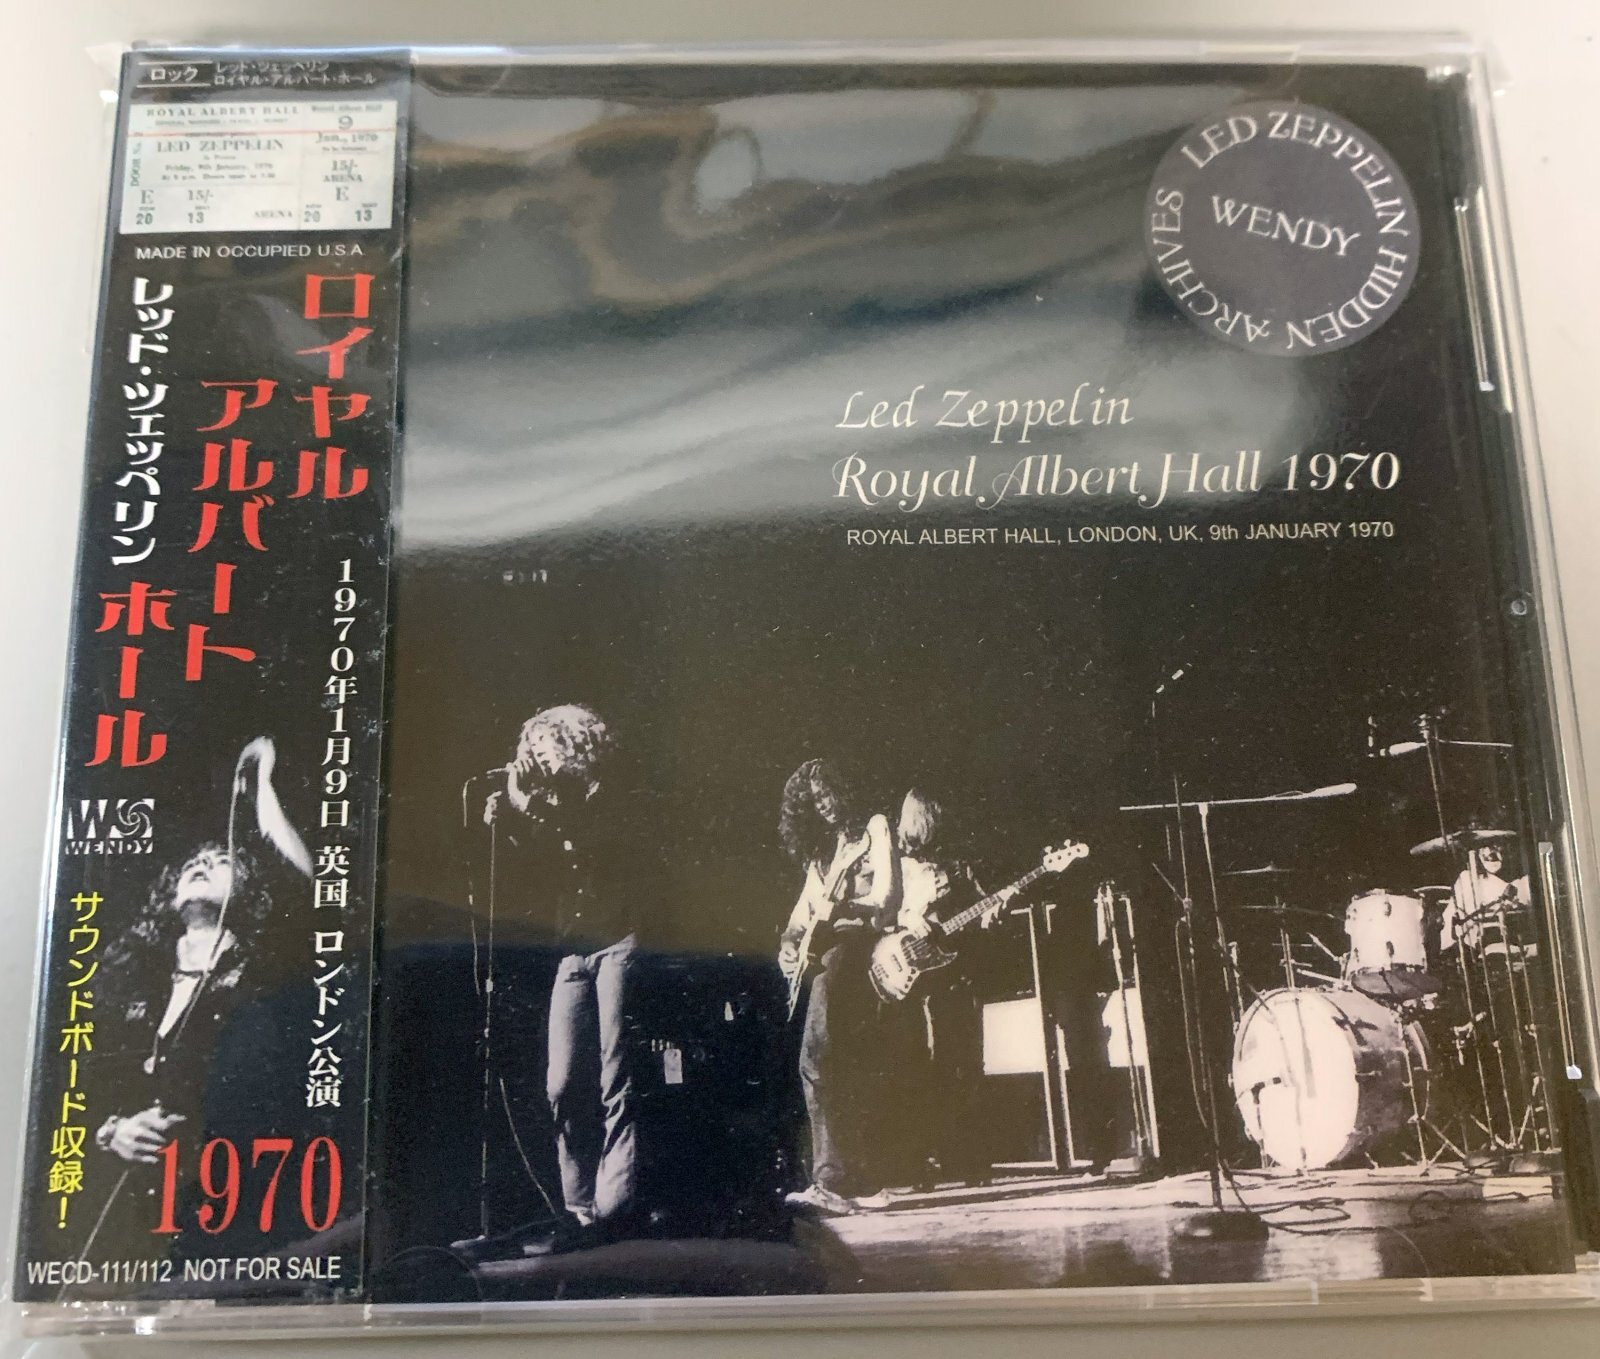 ロック
レッド・ツェッペリン
ロイヤル・アルバート・ホール
ROYAL ALBERT HALL
9
Jan., 1970
LED ZEPPELIN
Friday, 9th January, 1970
15/-
ARENA
E 15/- E
20 13 ARENA 20 13
MADE IN OCCUPIED U.S.A.
ロイヤル
アルバート
ホール
レッド・ツェッペリン
1970年1月9日 英国 ロンドン公演
WENDY
サウンドボード収録!
1970
WECD-111/112 NOT FOR SALE
LED ZEPPELIN HIDDEN ARCHIVES
WENDY
Led Zeppelin
Royal Albert Hall 1970
ROYAL ALBERT HALL, LONDON, UK, 9th JANUARY 1970